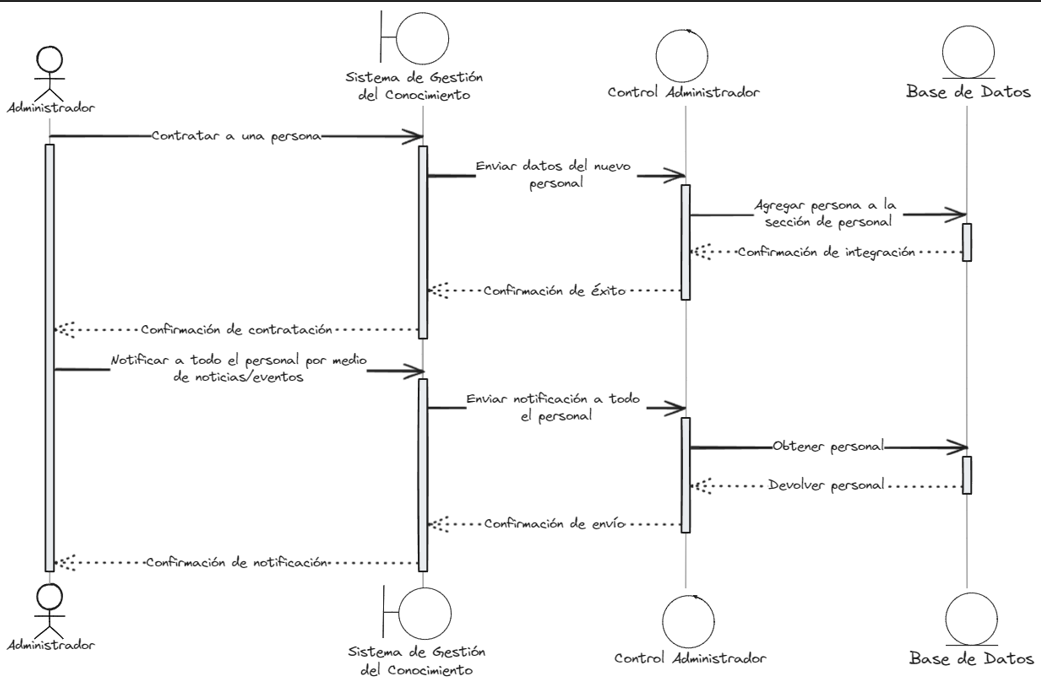 Administrador
Sistema de Gestión
del Conocimiento
Control Administrador
Base de Datos
Contratar a una persona
Enviar datos del nuevo
personal
Agregar persona a la
sección de personal
Confirmación de integración
Confirmación de éxito
Confirmación de contratación
Notificar a todo el personal por medio
de noticias/eventos
Enviar notificación a todo
el personal
Obtener personal
Devolver personal
Confirmación de envío
Confirmación de notificación
Administrador
Sistema de Gestión
del Conocimiento
Control Administrador
Base de Datos